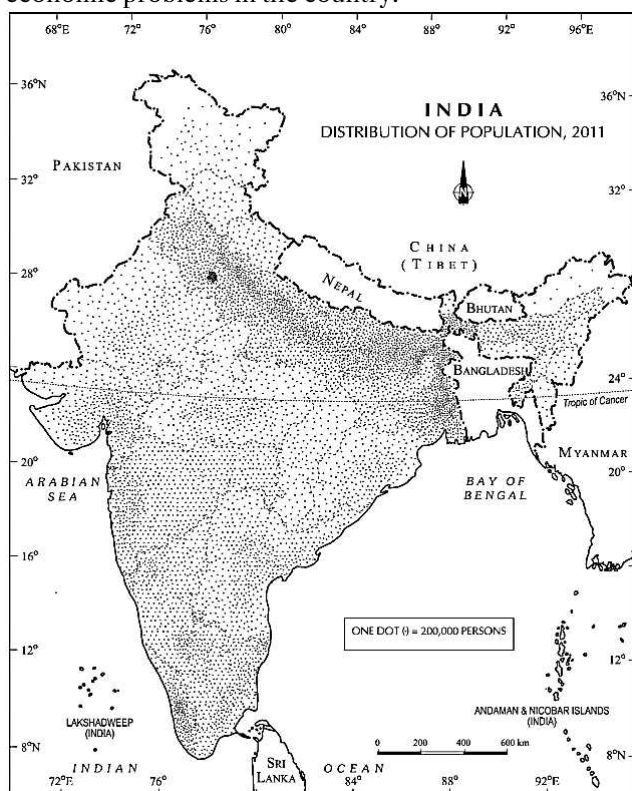 economic problems in the country.
68°E 72° 76° 80° 84° 88° 92° 96°E
36°N 36°N
INDIA
DISTRIBUTION OF POPULATION, 2011
PAKISTAN
N
32° 32°
CHINA
(TIBET)
28° 28°
NEPAL
BHUTAN
BANGLADESH
24°
Tropic of Cancer
MYANMAR
20° 20°
ARABIAN
SEA
BAY OF
BENGAL
16° 16°
ONE DOT (·) = 200,000 PERSONS
12° 12°
LAKSHADWEEP
(INDIA)
ANDAMAN & NICOBAR ISLANDS
(INDIA)
0 200 400 600 km
8°N 8°N
SRI
LANKA
INDIAN OCEAN
72°E 76° 84° 88° 92°E